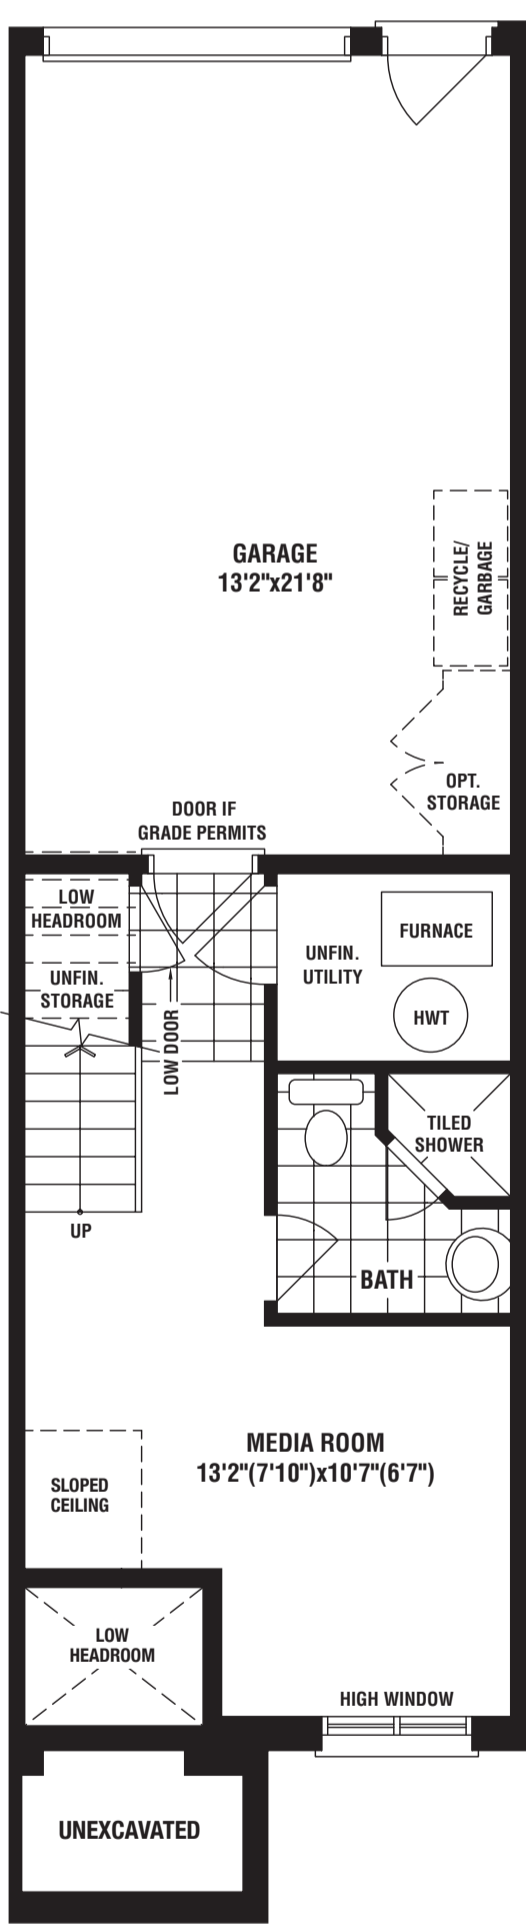 GARAGE
13'2"x21'8"
RECYCLE/
GARBAGE
OPT.
STORAGE
DOOR IF
GRADE PERMITS
LOW
HEADROOM
UNFIN.
STORAGE
LOW DOOR
UNFIN.
UTILITY
FURNACE
HWT
TILED
SHOWER
UP
BATH
MEDIA ROOM
13'2"(7'10")x10'7"(6'7")
SLOPED
CEILING
LOW
HEADROOM
HIGH WINDOW
UNEXCAVATED